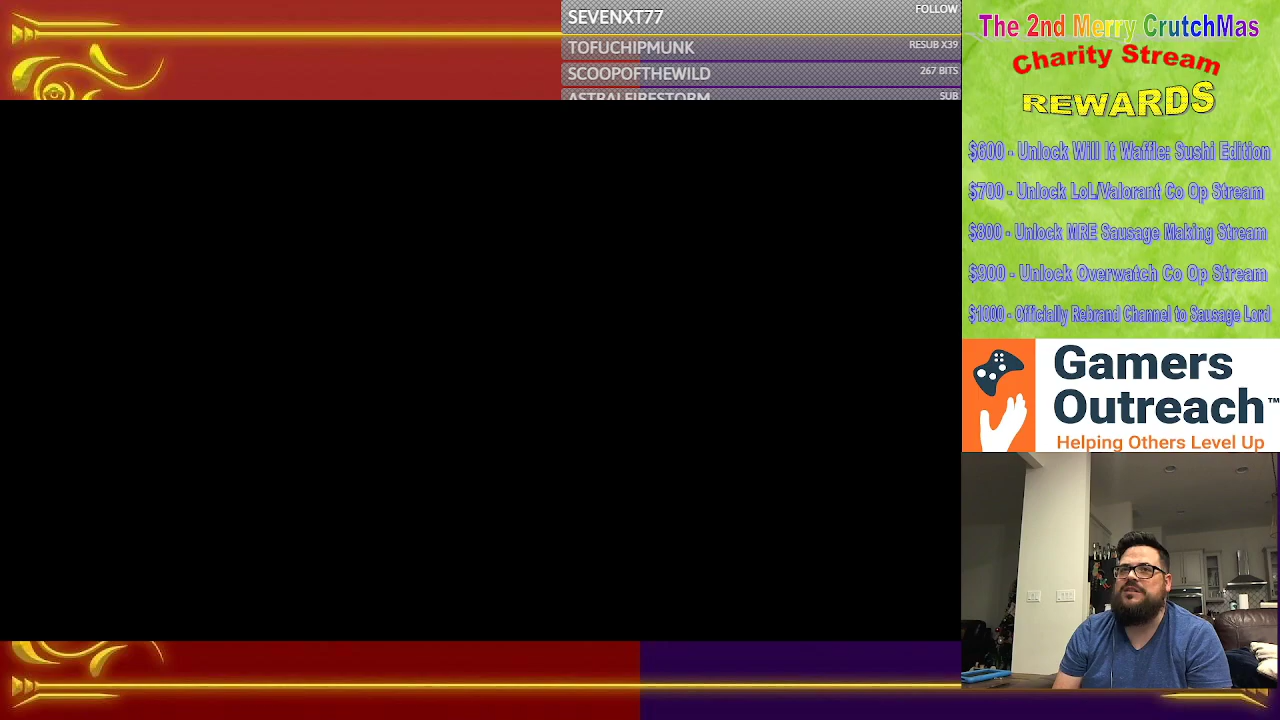 SEVENXT77
FOLLOW
TOFUCHIPMUNK
RESUB X39
SCOOPOFTHEWILD
267 BITS
ASTRALFIRESTORM
SUB
The 2nd Merry CrutchMas
Charity Stream
REWARDS
$600 - Unlock Will It Waffle: Sushi Edition
$700 - Unlock LoL/Valorant Co Op Stream
$800 - Unlock MRE Sausage Making Stream
$900 - Unlock Overwatch Co Op Stream
$1000 - Officially Rebrand Channel to Sausage Lord
Gamers
Outreach™
Helping Others Level Up